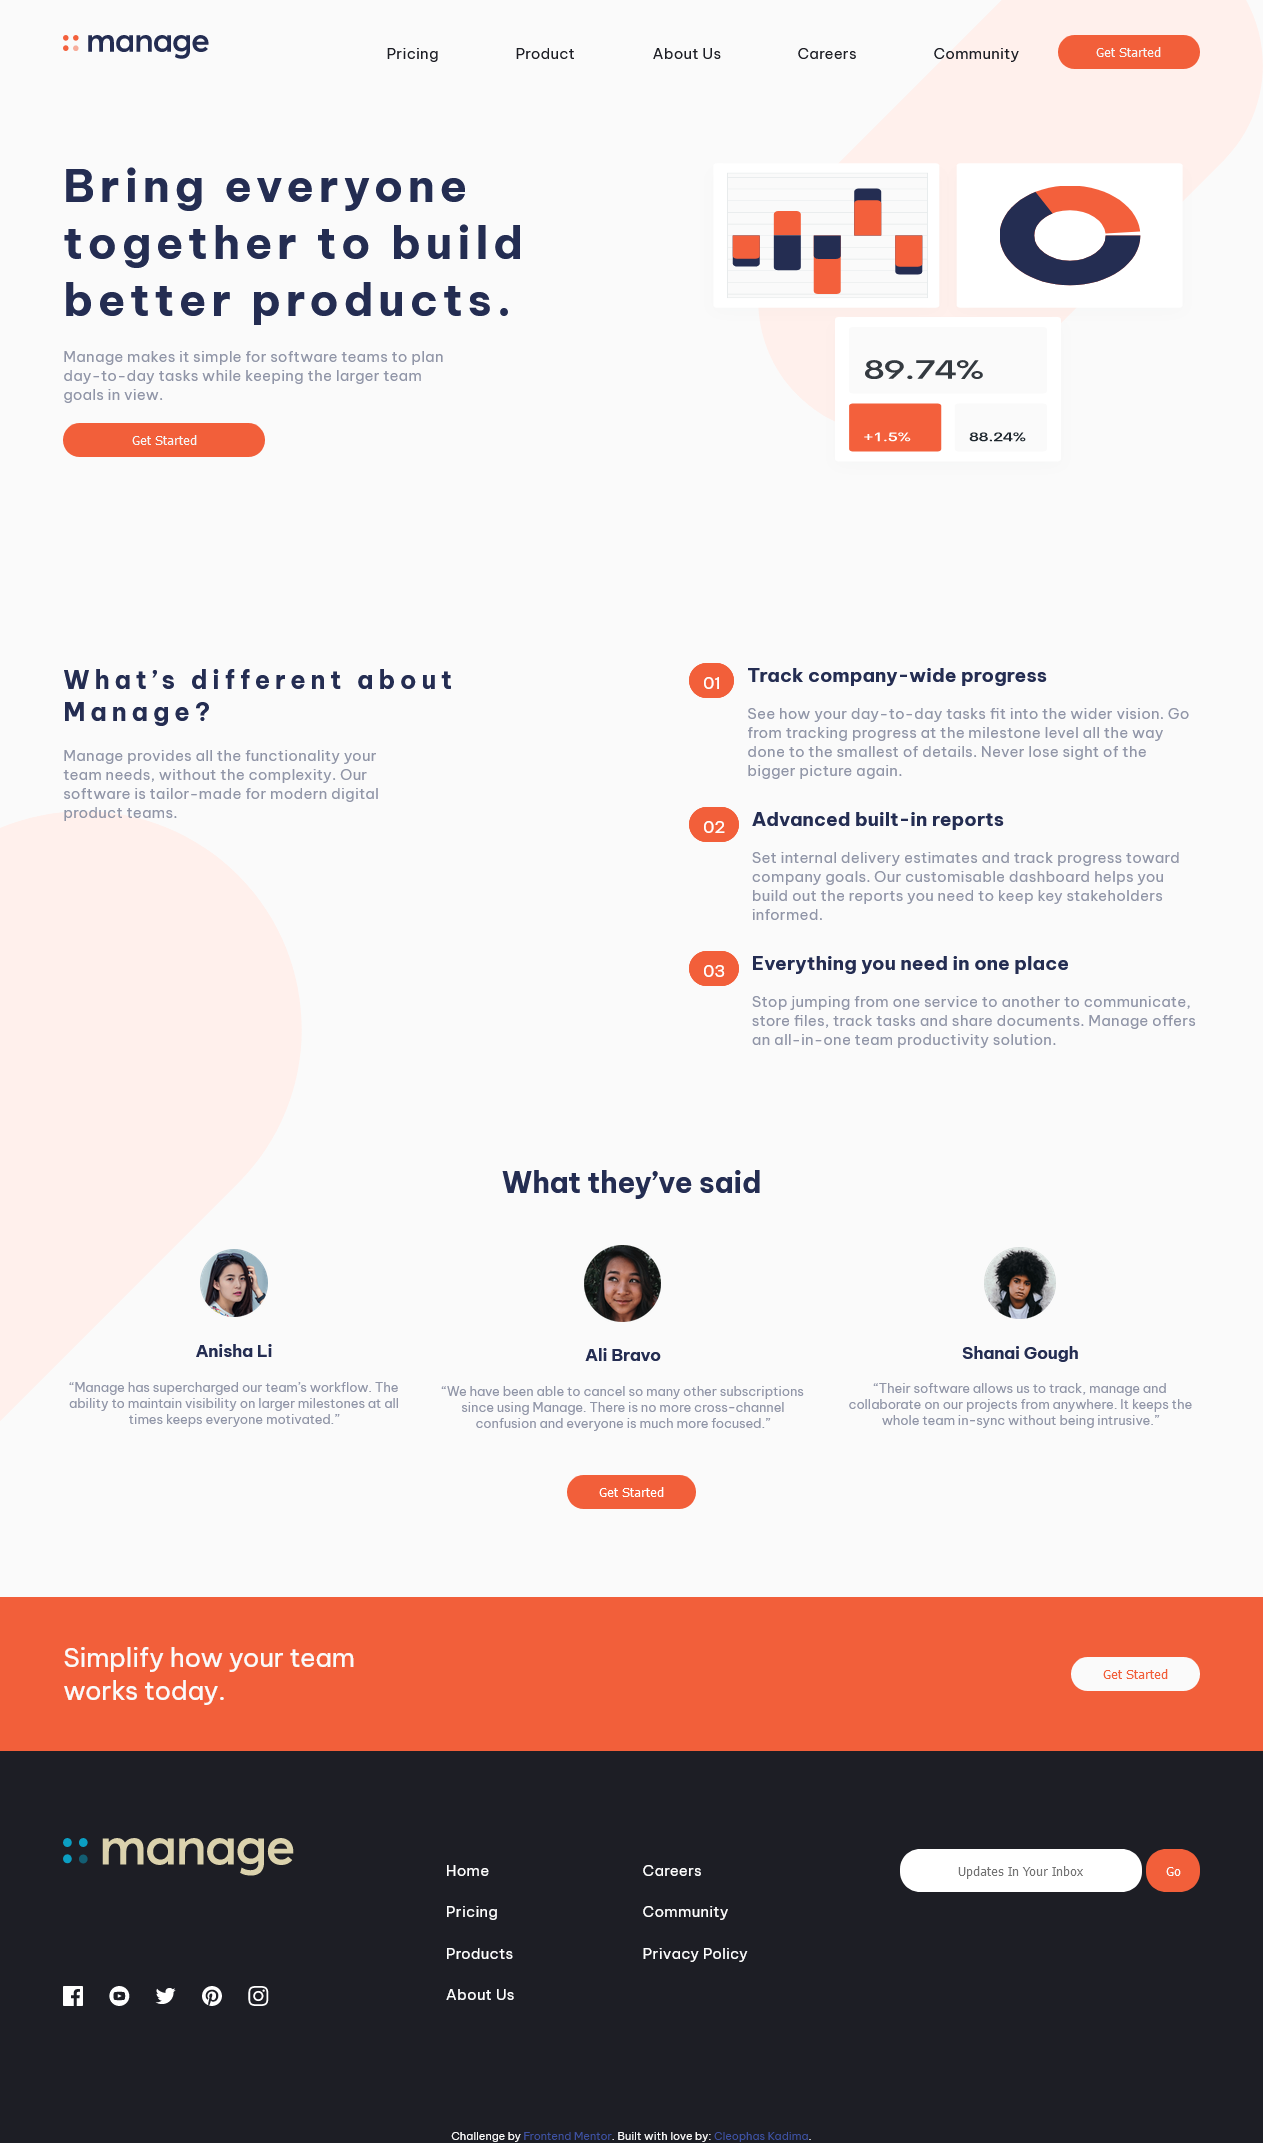 manage
Pricing
Product
About Us
Careers
Community
Get Started
Bring everyone
together to build
better products.
Manage makes it simple for software teams to plan
day-to-day tasks while keeping the larger team
goals in view.
Get Started
89.74%
+1.5%
88.24%
What’s different about
Manage?
Manage provides all the functionality your
team needs, without the complexity. Our
software is tailor-made for modern digital
product teams.
01
Track company-wide progress
See how your day-to-day tasks fit into the wider vision. Go
from tracking progress at the milestone level all the way
done to the smallest of details. Never lose sight of the
bigger picture again.
02
Advanced built-in reports
Set internal delivery estimates and track progress toward
company goals. Our customisable dashboard helps you
build out the reports you need to keep key stakeholders
informed.
03
Everything you need in one place
Stop jumping from one service to another to communicate,
store files, track tasks and share documents. Manage offers
an all-in-one team productivity solution.
What they’ve said
Anisha Li
“Manage has supercharged our team’s workflow. The
ability to maintain visibility on larger milestones at all
times keeps everyone motivated.”
Ali Bravo
“We have been able to cancel so many other subscriptions
since using Manage. There is no more cross-channel
confusion and everyone is much more focused.”
Shanai Gough
“Their software allows us to track, manage and
collaborate on our projects from anywhere. It keeps the
whole team in-sync without being intrusive.”
Get Started
Simplify how your team
works today.
Get Started
manage
Home
Pricing
Products
About Us
Careers
Community
Privacy Policy
Updates In Your Inbox
Go
Challenge by Frontend Mentor. Built with love by: Cleophas Kadima.